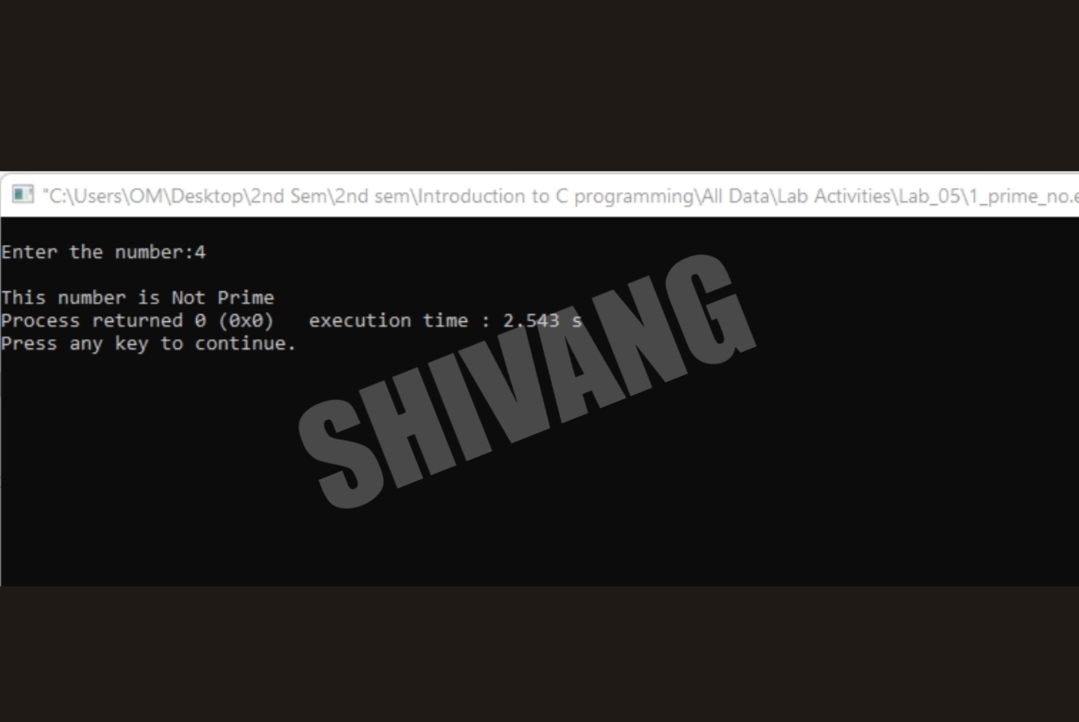 "C:\Users\OM\Desktop\2nd Sem\2nd sem\Introduction to C programming\All Data\Lab Activities\Lab_05\1_prime_no.e
Enter the number:4
This number is Not Prime
Process returned 0 (0x0)   execution time : 2.543 s
Press any key to continue.
SHIVANG